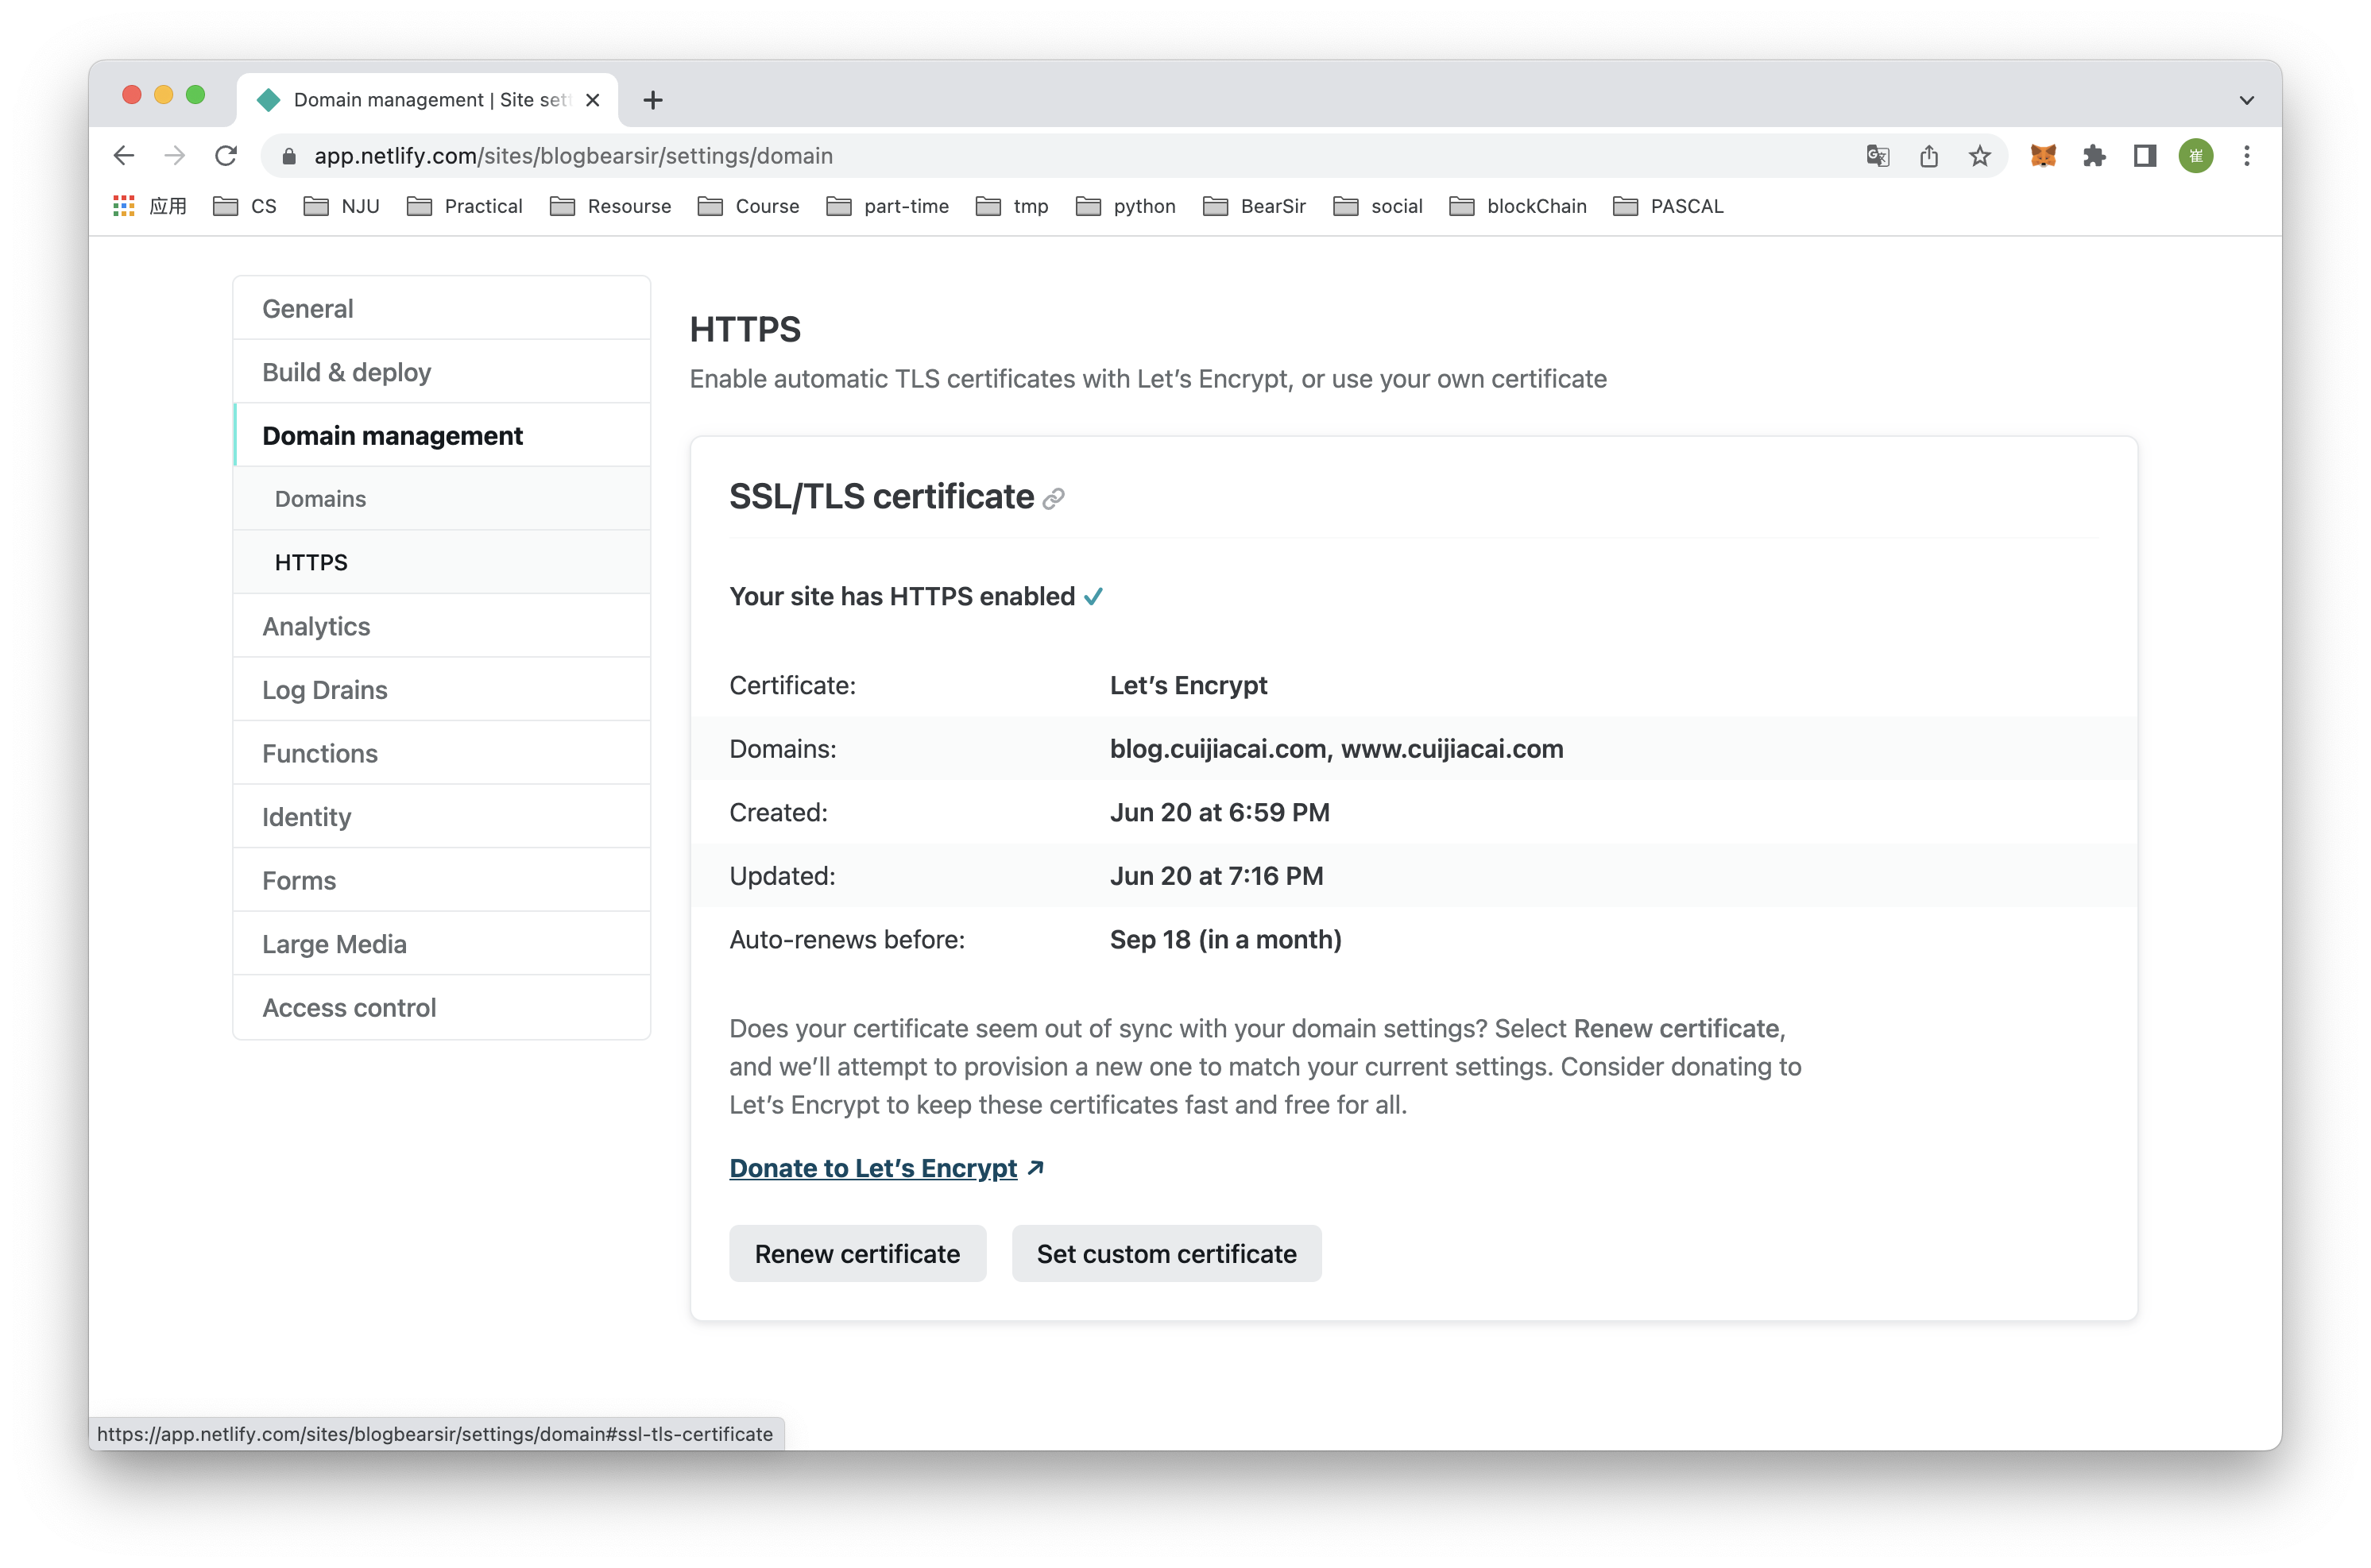 Domain management | Site sett
app.netlify.com/sites/blogbearsir/settings/domain
崔
应用 CS NJU Practical Resourse Course part-time tmp python BearSir social blockChain PASCAL
General
Build & deploy
Domain management
Domains
HTTPS
Analytics
Log Drains
Functions
Identity
Forms
Large Media
Access control
HTTPS
Enable automatic TLS certificates with Let’s Encrypt, or use your own certificate
SSL/TLS certificate
Your site has HTTPS enabled
Certificate: Let’s Encrypt
Domains: blog.cuijiacai.com, www.cuijiacai.com
Created: Jun 20 at 6:59 PM
Updated: Jun 20 at 7:16 PM
Auto-renews before: Sep 18 (in a month)
Does your certificate seem out of sync with your domain settings? Select Renew certificate,
and we’ll attempt to provision a new one to match your current settings. Consider donating to
Let’s Encrypt to keep these certificates fast and free for all.
Donate to Let’s Encrypt
Renew certificate Set custom certificate
https://app.netlify.com/sites/blogbearsir/settings/domain#ssl-tls-certificate